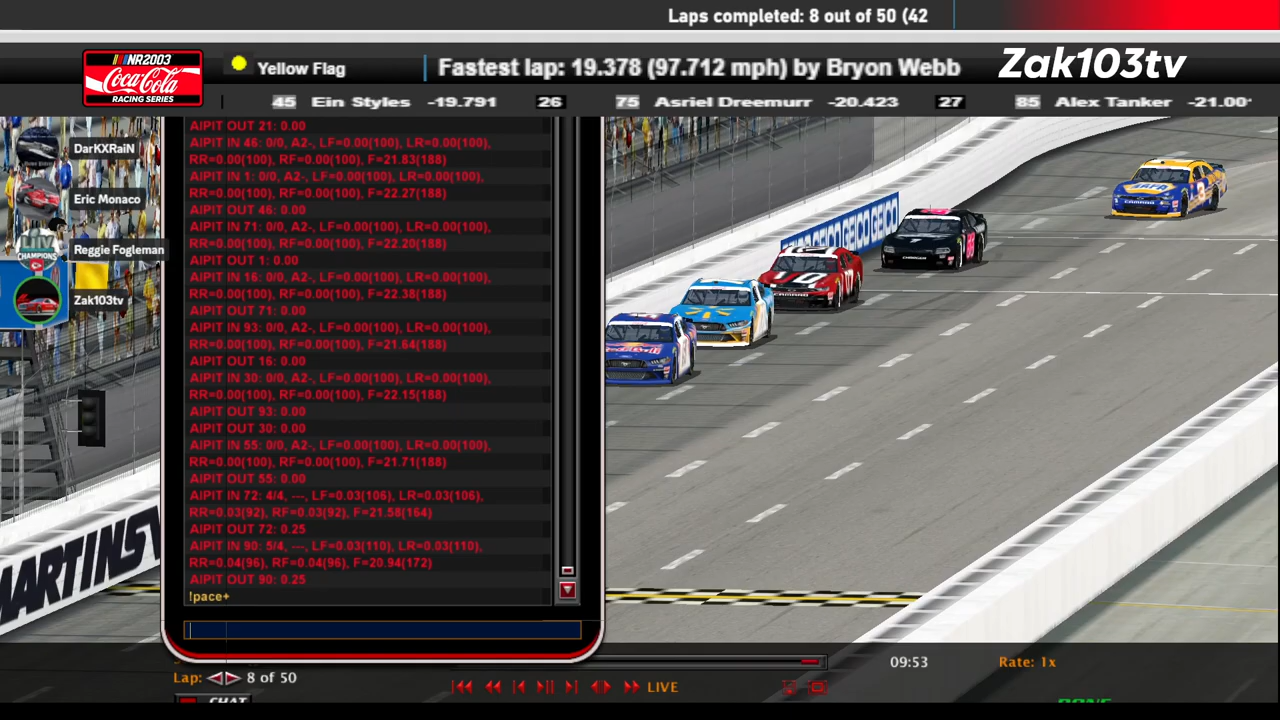 Laps completed: 8 out of 50 (42
NR2003
Coca-Cola
RACING SERIES
Yellow Flag
Fastest lap: 19.378 (97.712 mph) by Bryon Webb
Zak103tv
45 Ein Styles -19.791 26 75 Asriel Dreemurr -20.423 27 85 Alex Tanker -21.00
DarKXRaiN
Eric Monaco
Reggie Fogleman
Zak103tv
AIPIT OUT 21: 0.00
AIPIT IN 46: 0/0, A2-, LF=0.00(100), LR=0.00(100),
RR=0.00(100), RF=0.00(100), F=21.83(188)
AIPIT IN 1: 0/0, A2-, LF=0.00(100), LR=0.00(100),
RR=0.00(100), RF=0.00(100), F=22.27(188)
AIPIT OUT 46: 0.00
AIPIT IN 71: 0/0, A2-, LF=0.00(100), LR=0.00(100),
RR=0.00(100), RF=0.00(100), F=22.20(188)
AIPIT OUT 1: 0.00
AIPIT IN 16: 0/0, A2-, LF=0.00(100), LR=0.00(100),
RR=0.00(100), RF=0.00(100), F=22.38(188)
AIPIT OUT 71: 0.00
AIPIT IN 93: 0/0, A2-, LF=0.00(100), LR=0.00(100),
RR=0.00(100), RF=0.00(100), F=21.64(188)
AIPIT OUT 16: 0.00
AIPIT IN 30: 0/0, A2-, LF=0.00(100), LR=0.00(100),
RR=0.00(100), RF=0.00(100), F=22.15(188)
AIPIT OUT 93: 0.00
AIPIT OUT 30: 0.00
AIPIT IN 55: 0/0, A2-, LF=0.00(100), LR=0.00(100),
RR=0.00(100), RF=0.00(100), F=21.71(188)
AIPIT OUT 55: 0.00
AIPIT IN 72: 4/4, ---, LF=0.03(106), LR=0.03(106),
RR=0.03(92), RF=0.03(92), F=21.58(164)
AIPIT OUT 72: 0.25
AIPIT IN 90: 5/4, ---, LF=0.03(110), LR=0.03(110),
RR=0.04(96), RF=0.04(96), F=20.94(172)
AIPIT OUT 90: 0.25
!pace+
GEICO GEICO GEICO
NAPA
CAMARO
CHARGER
CAMARO
MARTINSV
Lap: 8 of 50
LIVE
09:53
Rate: 1x
CHAT